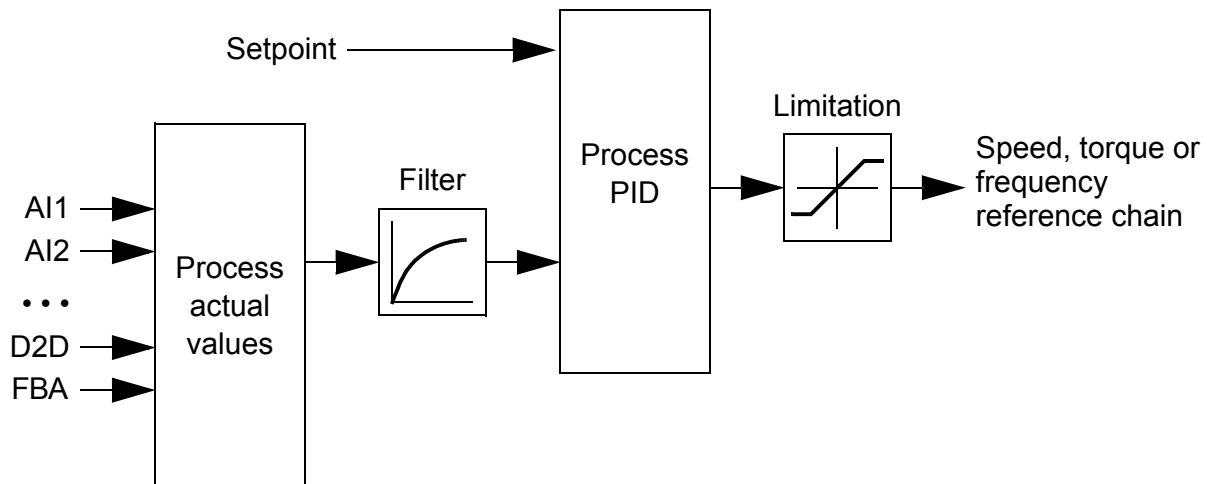 Setpoint
Limitation
Process
PID
Speed, torque or
frequency
reference chain
Filter
AI1
AI2
• • •
D2D
FBA
Process
actual
values